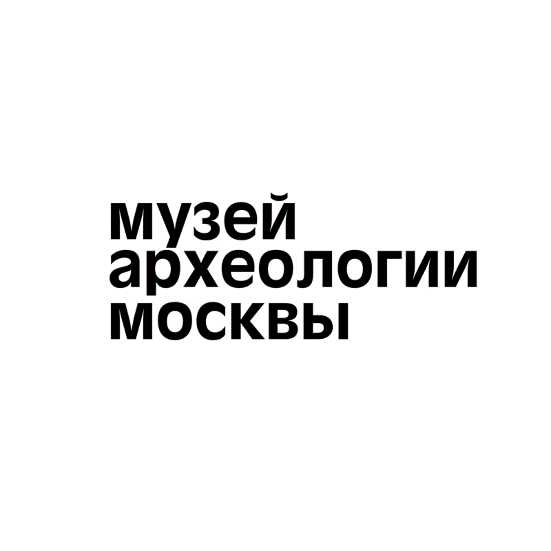 музей
археологии
москвы